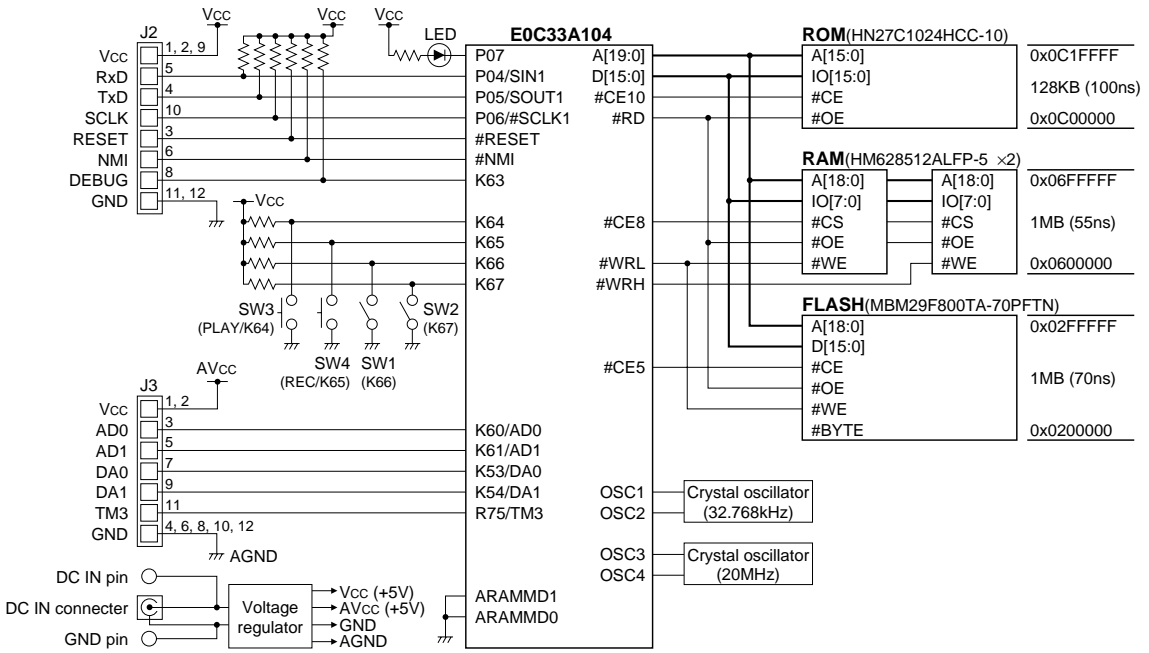 J2
Vcc
1, 2, 9
RxD
5
TxD
4
SCLK
10
RESET
3
NMI
6
DEBUG
8
GND
11, 12
Vcc
Vcc
Vcc
LED
Vcc
SW3
(PLAY/K64)
SW4
(REC/K65)
SW1
(K66)
SW2
(K67)
AVcc
J3
Vcc
1, 2
AD0
3
AD1
5
DA0
7
DA1
9
TM3
11
GND
4, 6, 8, 10, 12
AGND
DC IN pin
DC IN connecter
GND pin
Voltage
regulator
Vcc (+5V)
AVcc (+5V)
GND
AGND
E0C33A104
P07
P04/SIN1
P05/SOUT1
P06/#SCLK1
#RESET
#NMI
K63
K64
K65
K66
K67
K60/AD0
K61/AD1
K53/DA0
K54/DA1
R75/TM3
ARAMMD1
ARAMMD0
A[19:0]
D[15:0]
#CE10
#RD
#CE8
#WRL
#WRH
#CE5
OSC1
OSC2
OSC3
OSC4
Crystal oscillator
(32.768kHz)
Crystal oscillator
(20MHz)
ROM(HN27C1024HCC-10)
A[15:0]
IO[15:0]
#CE
#OE
0x0C1FFFF
128KB (100ns)
0x0C00000
RAM(HM628512ALFP-5 ×2)
A[18:0]
IO[7:0]
#CS
#OE
#WE
A[18:0]
IO[7:0]
#CS
#OE
#WE
0x06FFFFF
1MB (55ns)
0x0600000
FLASH(MBM29F800TA-70PFTN)
A[18:0]
D[15:0]
#CE
#OE
#WE
#BYTE
0x02FFFFF
1MB (70ns)
0x0200000